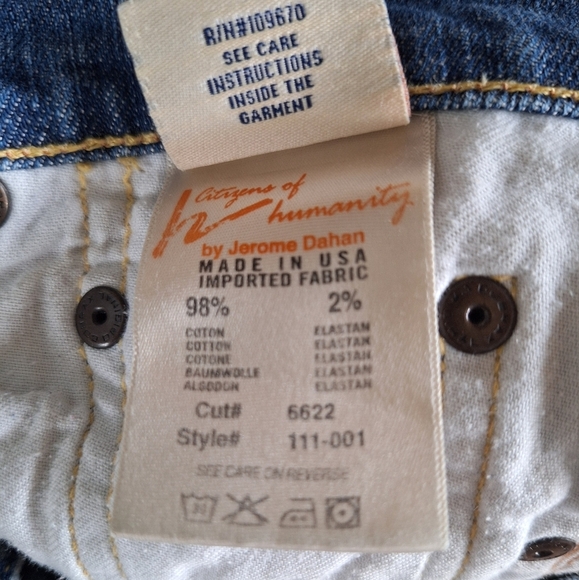 R/N#109670
SEE CARE
INSTRUCTIONS
INSIDE THE
GARMENT
Citizens of
humanity
by Jerome Dahan
MADE IN USA
IMPORTED FABRIC
98% 2%
COTON ELASTAN
COTTON ELASTAN
COTONE ELASTAN
BAUMWOLLE ELASTAN
ALGODON ELASTAN
Cut# 6622
Style# 111-001
SEE CARE ON REVERSE